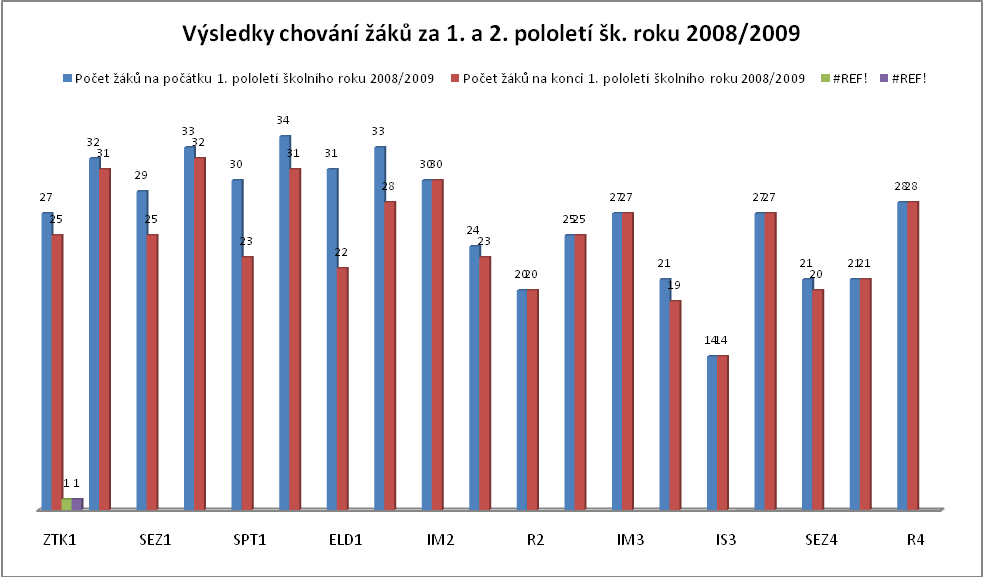 Výsledky chování žáků za 1. a 2. pololetí šk. roku 2008/2009
Počet žáků na počátku 1. pololetí školního roku 2008/2009 Počet žáků na konci 1. pololetí školního roku 2008/2009 #REF! #REF!
27 25 1 1 32 31 29 25 33 32 30 23 34 31 31 22 33 28 30 30 24 23 20 20 25 25 27 27 21 19 14 14 27 27 21 20 21 21 28 28
ZTK1 SEZ1 SPT1 ELD1 IM2 R2 IM3 IS3 SEZ4 R4